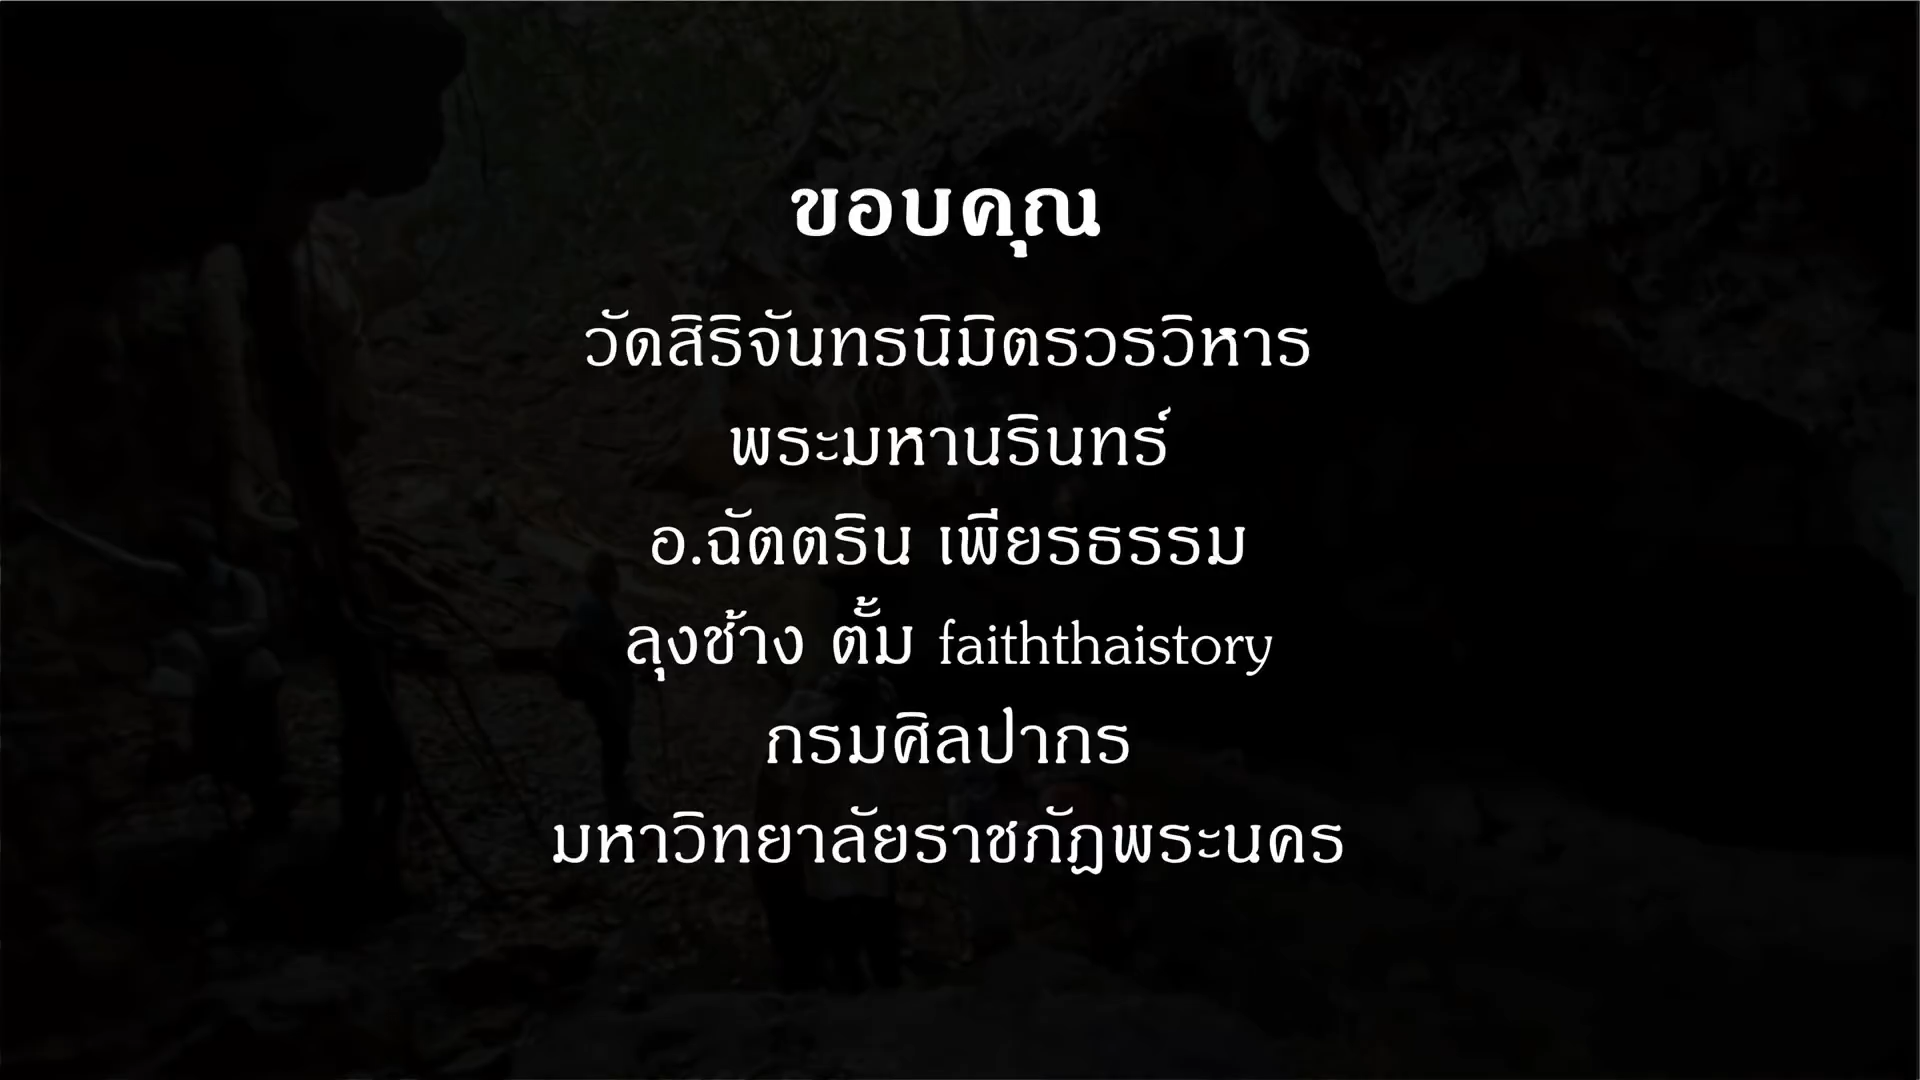 ขอบคุณ
วัดสิริจันทรนิมิตรวรวิหาร
พระมหานรินทร์
อ.ฉัตตริน เพียรธรรม
ลุงช้าง ตั้ม faiththaistory
กรมศิลปากร
มหาวิทยาลัยราชภัฏพระนคร